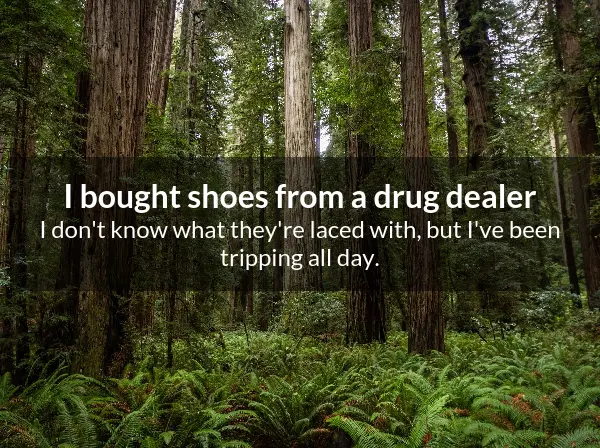 I bought shoes from a drug dealer
I don't know what they're laced with, but I've been
tripping all day.